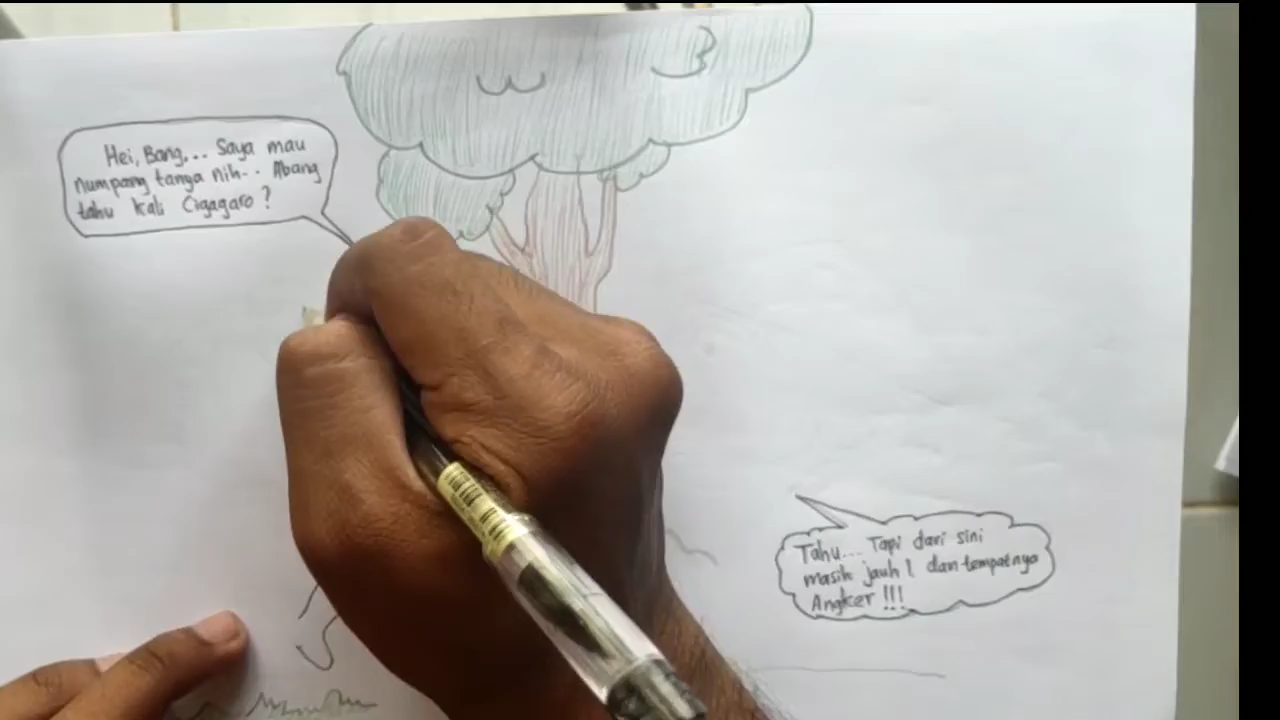 Hei, Bang... Saya mau
numpang tanya nih.. Abang
tahu kali Cigagaro?
Tahu... Tapi dari sini
masih jauh! dan tempatnya
Angker !!!